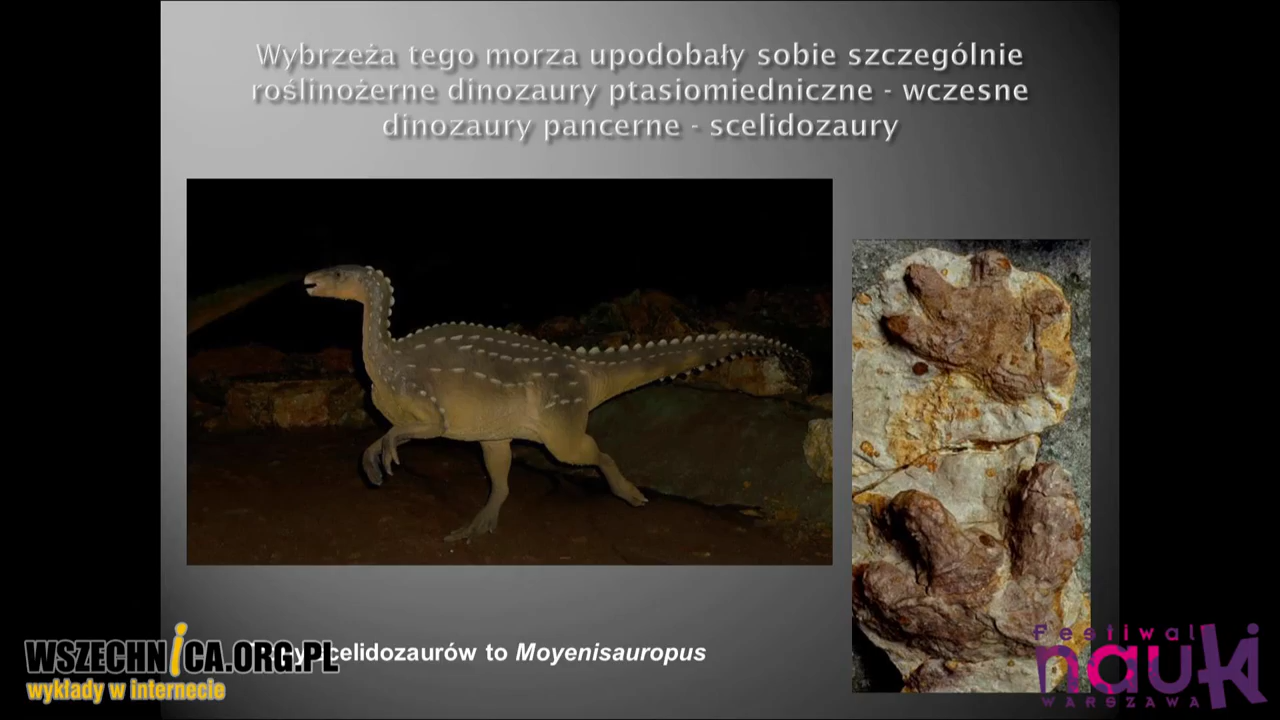 Wybrzeża tego morza upodobały sobie szczególnie
roślinożerne dinozaury ptasiomiedniczne - wczesne
dinozaury pancerne - scelidozaury
scelidozaurów to Moyenisauropus
WSZECHNiCA.ORG.PL
wykłady w internecie
Festiwal
nauki
WARSZAWA